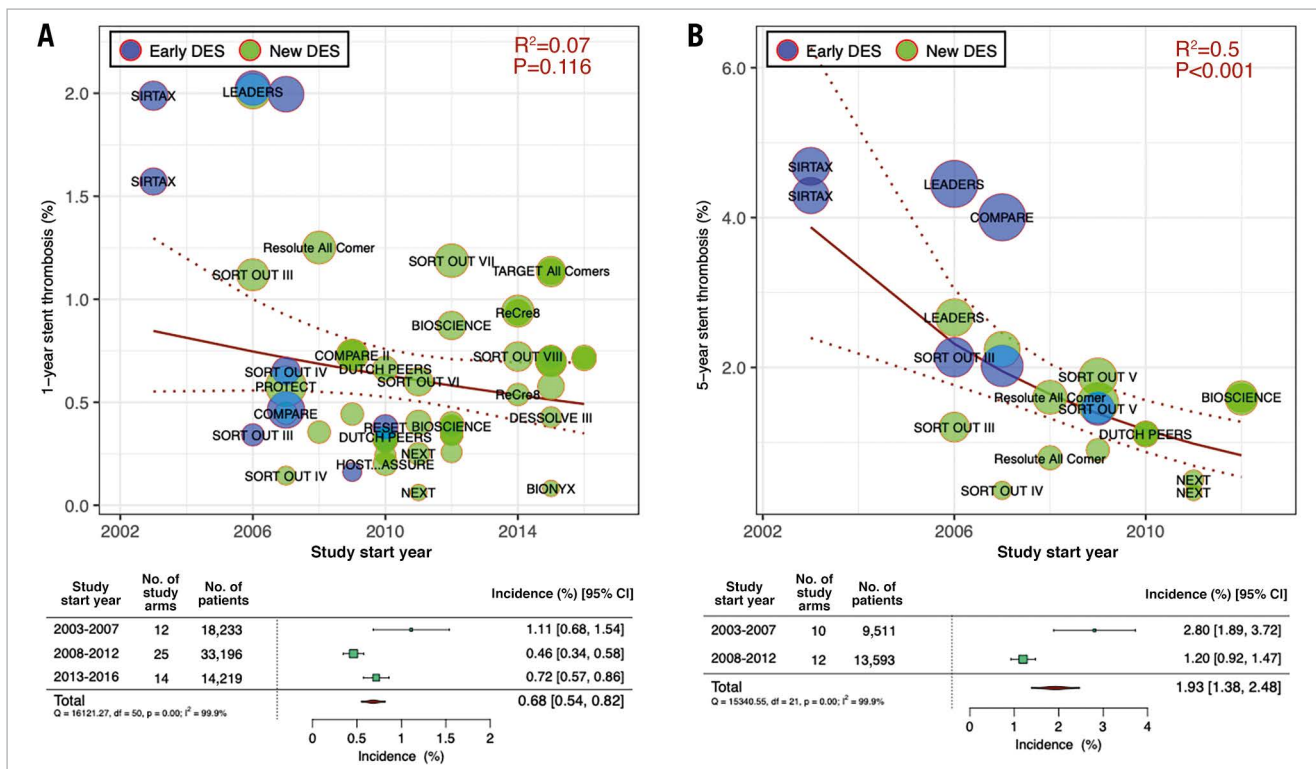 A
Early DES New DES
R²=0.07
P=0.116
1–year stent thrombosis (%)
2.0
1.5
1.0
0.5
0.0
SIRTAX
LEADERS
SIRTAX
Resolute All Comer
SORT OUT III
SORT OUT VII
TARGET All Comers
ReCre8
BIOSCIENCE
COMPARE II
SORT OUT VIII
DUTCH PEERS
SORT OUT IV
SORT OUT VI
PROTECT
ReCre8
COMPARE
DESSOLVE III
RESET
BIOSCIENCE
SORT OUT III
DUTCH PEERS
NEXT
HOST...ASSURE
SORT OUT IV
NEXT
BIONYX
2002 2006 2010 2014
Study start year
Study start year No. of study arms No. of patients Incidence (%) [95% CI]
2003-2007 12 18,233 1.11 [0.68, 1.54]
2008-2012 25 33,196 0.46 [0.34, 0.58]
2013-2016 14 14,219 0.72 [0.57, 0.86]
Total 0.68 [0.54, 0.82]
Q = 16121.27, df = 50, p = 0.00; I² = 99.9%
0 0.5 1 1.5 2
Incidence (%)
B
Early DES New DES
R²=0.5
P<0.001
5–year stent thrombosis (%)
6.0
4.0
2.0
SIRTAX
LEADERS
SIRTAX
COMPARE
LEADERS
SORT OUT III
SORT OUT V
Resolute All Comer
BIOSCIENCE
SORT OUT V
SORT OUT III
DUTCH PEERS
Resolute All Comer
NEXT
SORT OUT IV
NEXT
2002 2006 2010
Study start year
Study start year No. of study arms No. of patients Incidence (%) [95% CI]
2003-2007 10 9,511 2.80 [1.89, 3.72]
2008-2012 12 13,593 1.20 [0.92, 1.47]
Total 1.93 [1.38, 2.48]
Q = 15340.55, df = 21, p = 0.00; I² = 99.9%
0 1 2 3 4
Incidence (%)